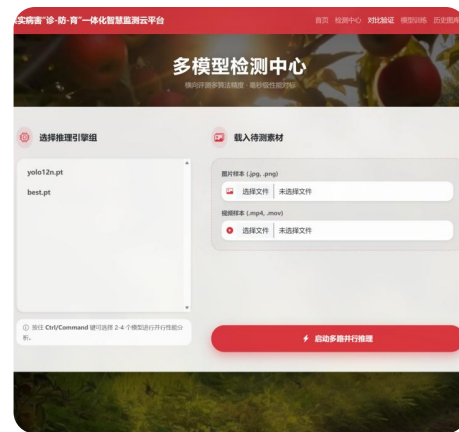 实病害“诊-防-育”一体化智慧监测云平台
首页 检测中心 对比验证 模型训练 历史图库
多模型检测中心
横向评测多算法精度 · 毫秒级性能对标
选择推理引擎组
载入待测素材
yolo12n.pt
best.pt
图片样本 (.jpg, .png)
选择文件 未选择文件
视频样本 (.mp4, .mov)
选择文件 未选择文件
按住 Ctrl/Command 键可选择 2-4 个模型进行并行性能分析。
启动多路并行推理